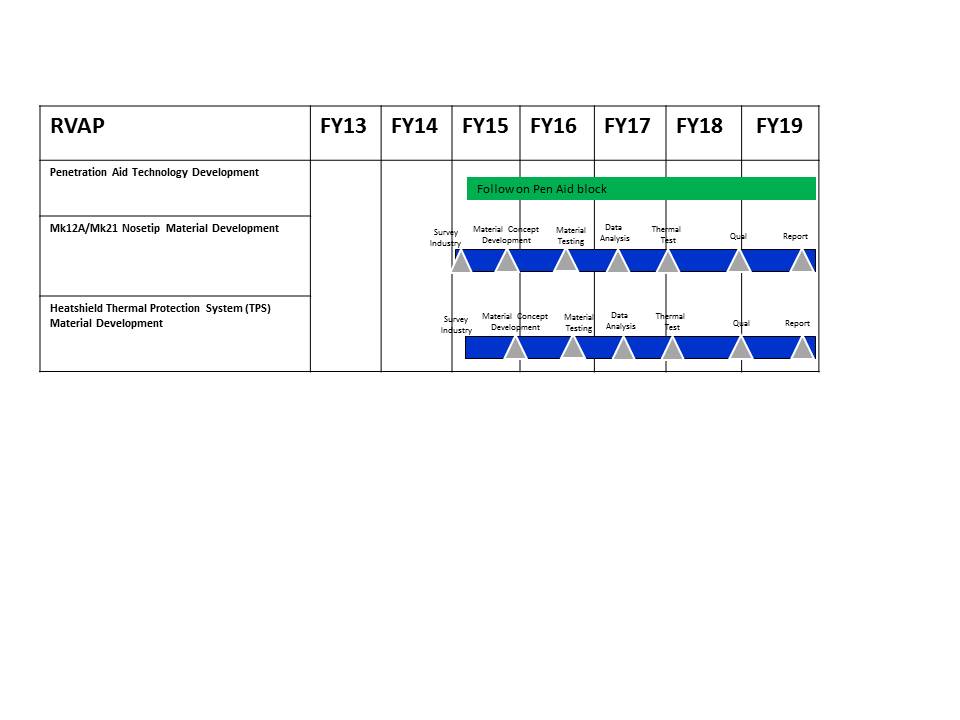 RVAP FY13 FY14 FY15 FY16 FY17 FY18 FY19
Penetration Aid Technology Development
Follow on Pen Aid block
Mk12A/Mk21 Nosetip Material Development
Survey
Industry
Material Concept
Development
Material
Testing
Data
Analysis
Thermal
Test
Qual
Report
Heatshield Thermal Protection System (TPS)
Material Development
Survey
Industry
Material Concept
Development
Material
Testing
Data
Analysis
Thermal
Test
Qual
Report